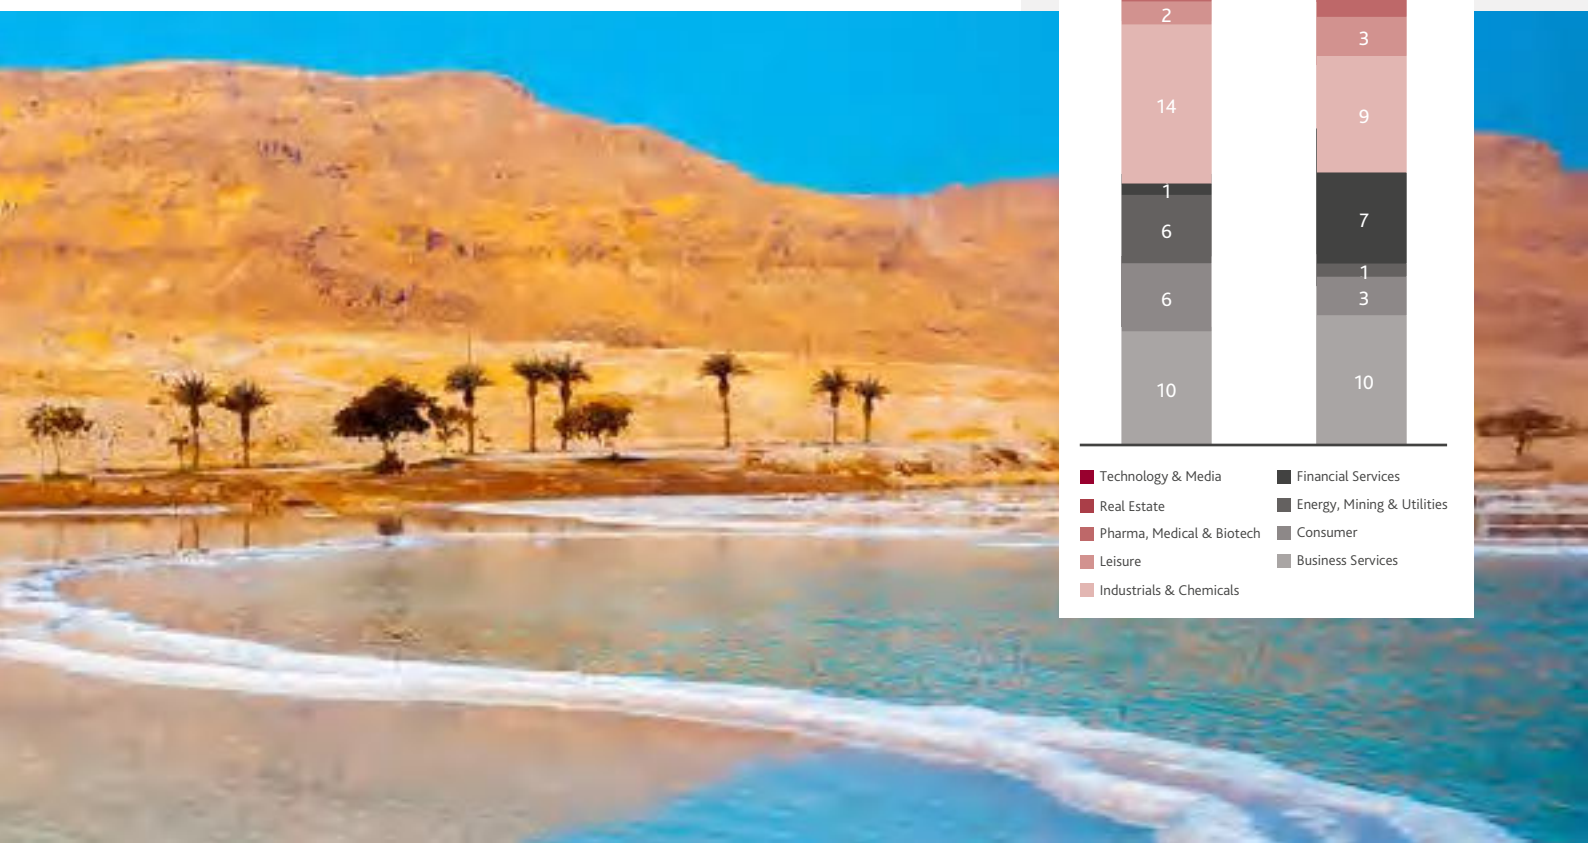 2
3
14
9
1
7
6
1
6
3
10
10
Technology & Media
Real Estate
Pharma, Medical & Biotech
Leisure
Industrials & Chemicals
Financial Services
Energy, Mining & Utilities
Consumer
Business Services